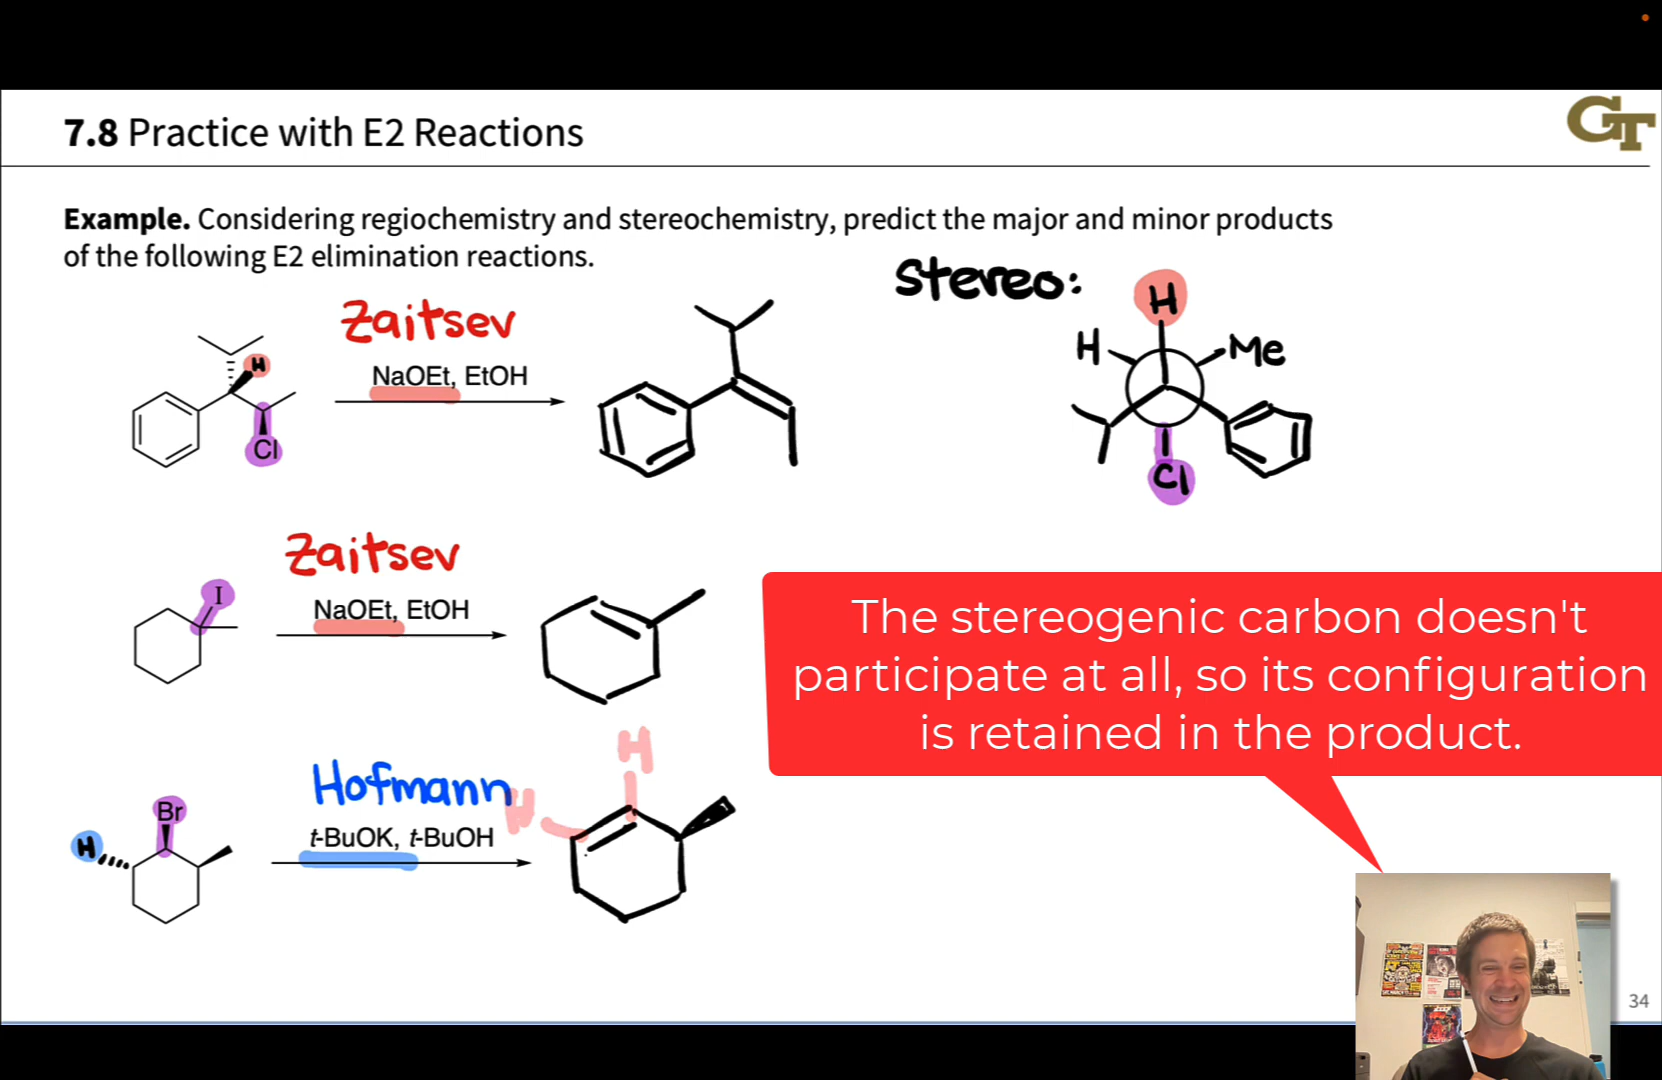 GT
7.8 Practice with E2 Reactions
Example. Considering regiochemistry and stereochemistry, predict the major and minor products
of the following E2 elimination reactions.
Stereo:
Zaitsev
NaOEt, EtOH
H
Cl
H
H
Me
Cl
Zaitsev
NaOEt, EtOH
I
The stereogenic carbon doesn't
participate at all, so its configuration
is retained in the product.
Hofmann
t-BuOK, t-BuOH
Br
H
H
H
34